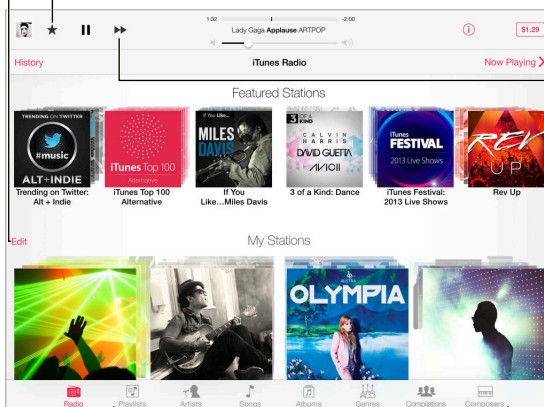 1:32 -2:00
Lady Gaga Applause ARTPOP
$1.29
History
iTunes Radio
Now Playing
Featured Stations
TRENDING ON TWITTER
#music
ALT+INDIE
iTunes Top 100
Alternative
If You Like...
MILES
DAVIS
3 OF A
KIND
CALVIN
HARRIS
DAVID GUETTA
AVICII
iTunes
FESTIVAL
2013 Live Shows
REV
UP
Trending on Twitter:
Alt + Indie
iTunes Top 100
Alternative
If You
Like...Miles Davis
3 of a Kind: Dance
iTunes Festival:
2013 Live Shows
Rev Up
Edit
My Stations
AUSTRA
OLYMPIA
Radio
Playlists
Artists
Songs
Albums
Genres
Compilations
Composers